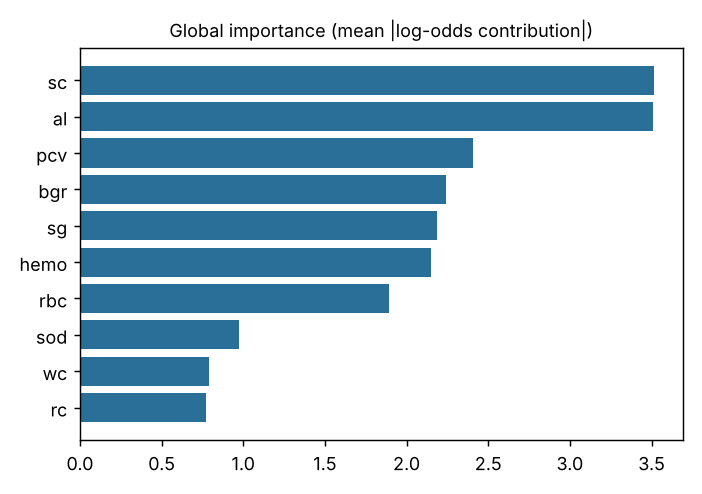 Global importance (mean |log-odds contribution|)
sc
al
pcv
bgr
sg
hemo
rbc
sod
wc
rc
0.0 0.5 1.0 1.5 2.0 2.5 3.0 3.5